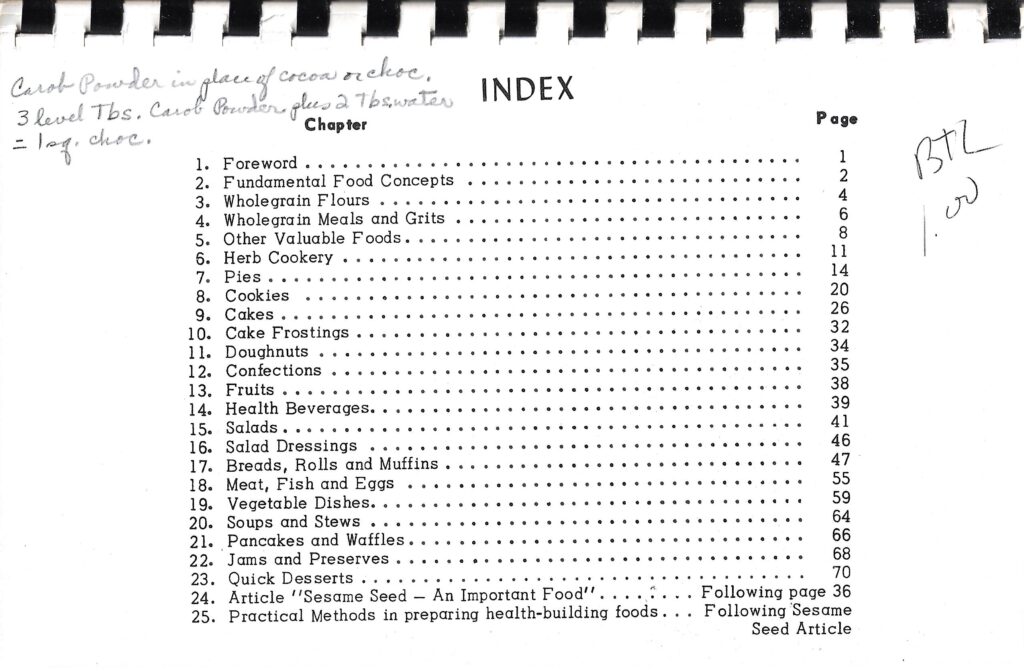 Carob Powder in place of cocoa or choc.
3 level Tbs. Carob Powder plus 2 Tbs water
= 1 sq. choc.
INDEX
Chapter Page
1. Foreword . . . . . . . . . . . . . . . . . . . . 1
2. Fundamental Food Concepts . . . . . . . . . . . . . . . . . . . . 2
3. Wholegrain Flours . . . . . . . . . . . . . . . . . . . . 4
4. Wholegrain Meals and Grits . . . . . . . . . . . . . . . . . . . . 6
5. Other Valuable Foods . . . . . . . . . . . . . . . . . . . . 8
6. Herb Cookery . . . . . . . . . . . . . . . . . . . . 11
7. Pies . . . . . . . . . . . . . . . . . . . . 14
8. Cookies . . . . . . . . . . . . . . . . . . . . 20
9. Cakes . . . . . . . . . . . . . . . . . . . . 26
10. Cake Frostings . . . . . . . . . . . . . . . . . . . . 32
11. Doughnuts . . . . . . . . . . . . . . . . . . . . 34
12. Confections . . . . . . . . . . . . . . . . . . . . 35
13. Fruits . . . . . . . . . . . . . . . . . . . . 38
14. Health Beverages . . . . . . . . . . . . . . . . . . . . 39
15. Salads . . . . . . . . . . . . . . . . . . . . 41
16. Salad Dressings . . . . . . . . . . . . . . . . . . . . 46
17. Breads, Rolls and Muffins . . . . . . . . . . . . . . . . . . . . 47
18. Meat, Fish and Eggs . . . . . . . . . . . . . . . . . . . . 55
19. Vegetable Dishes . . . . . . . . . . . . . . . . . . . . 59
20. Soups and Stews . . . . . . . . . . . . . . . . . . . . 64
21. Pancakes and Waffles . . . . . . . . . . . . . . . . . . . . 66
22. Jams and Preserves . . . . . . . . . . . . . . . . . . . . 68
23. Quick Desserts . . . . . . . . . . . . . . . . . . . . 70
24. Article "Sesame Seed — An Important Food" . . . . . . . . Following page 36
25. Practical Methods in preparing health-building foods . . . Following Sesame
Seed Article
1.00